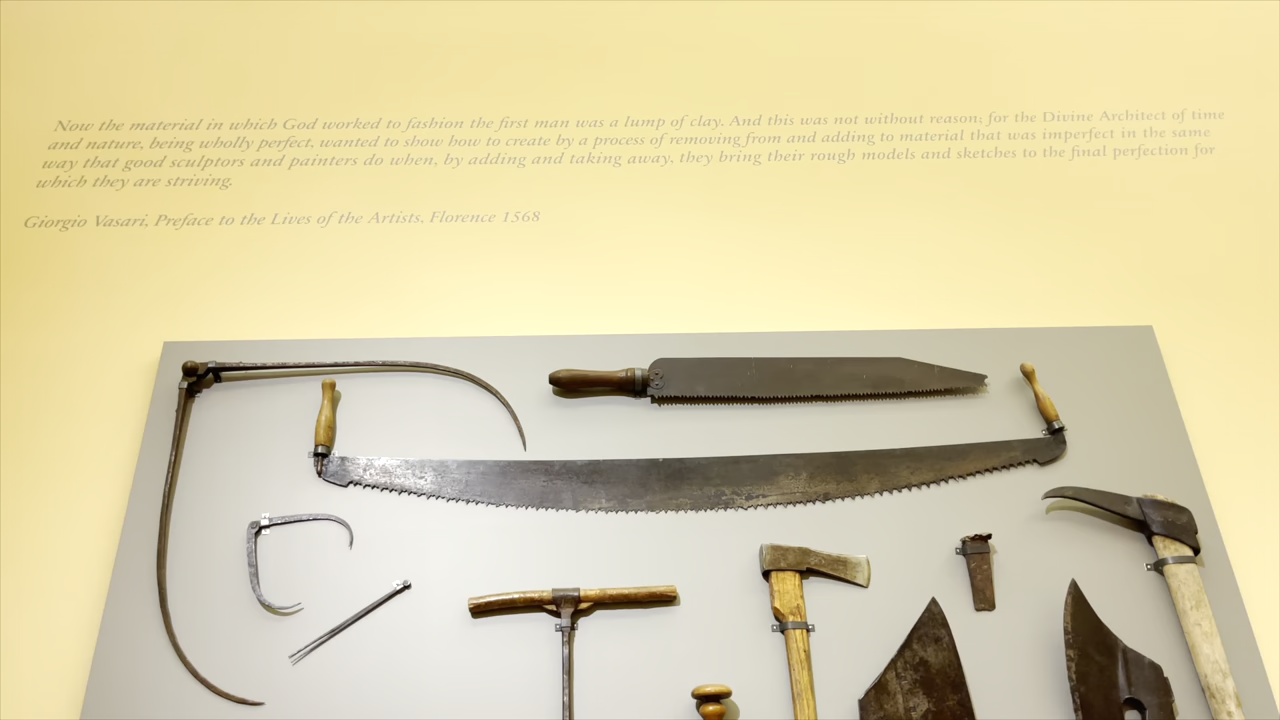 Now the material in which God worked to fashion the first man was a lump of clay. And this was not without reason; for the Divine Architect of time
and nature, being wholly perfect, wanted to show how to create by a process of removing from and adding to material that was imperfect in the same
way that good sculptors and painters do when, by adding and taking away, they bring their rough models and sketches to the final perfection for
which they are striving.
Giorgio Vasari, Preface to the Lives of the Artists, Florence 1568